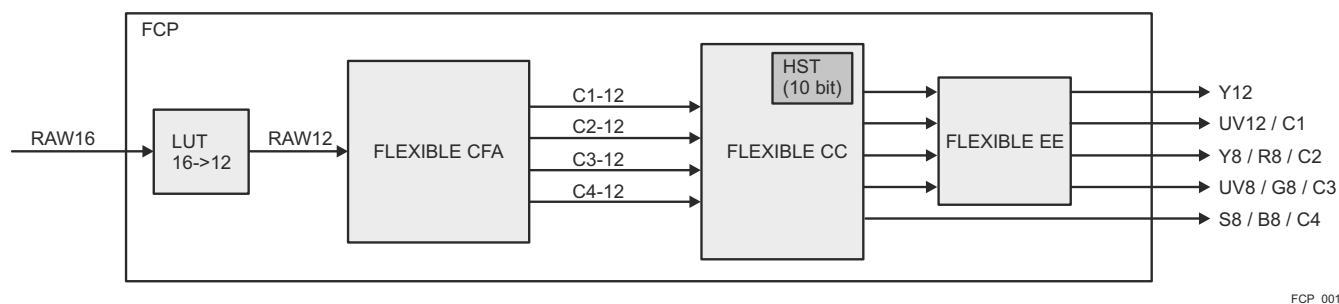 FCP
HST
(10 bit)
C1-12
Y12
C2-12
UV12 / C1
RAW16
LUT
16->12
RAW12
FLEXIBLE CFA
FLEXIBLE CC
FLEXIBLE EE
C3-12
Y8 / R8 / C2
C4-12
UV8 / G8 / C3
S8 / B8 / C4
FCP_001